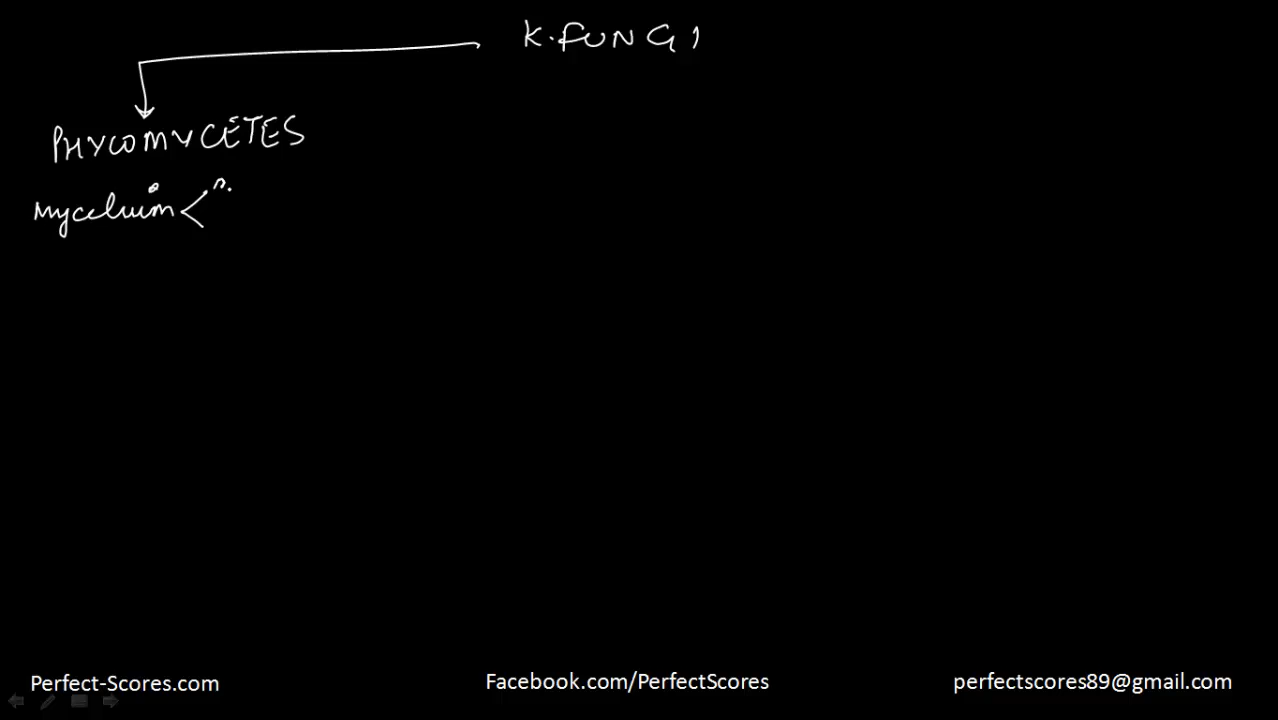 K.FUNGI
PHYCOMYCETES
Mycelium <
Perfect-Scores.com
Facebook.com/PerfectScores
perfectscores89@gmail.com